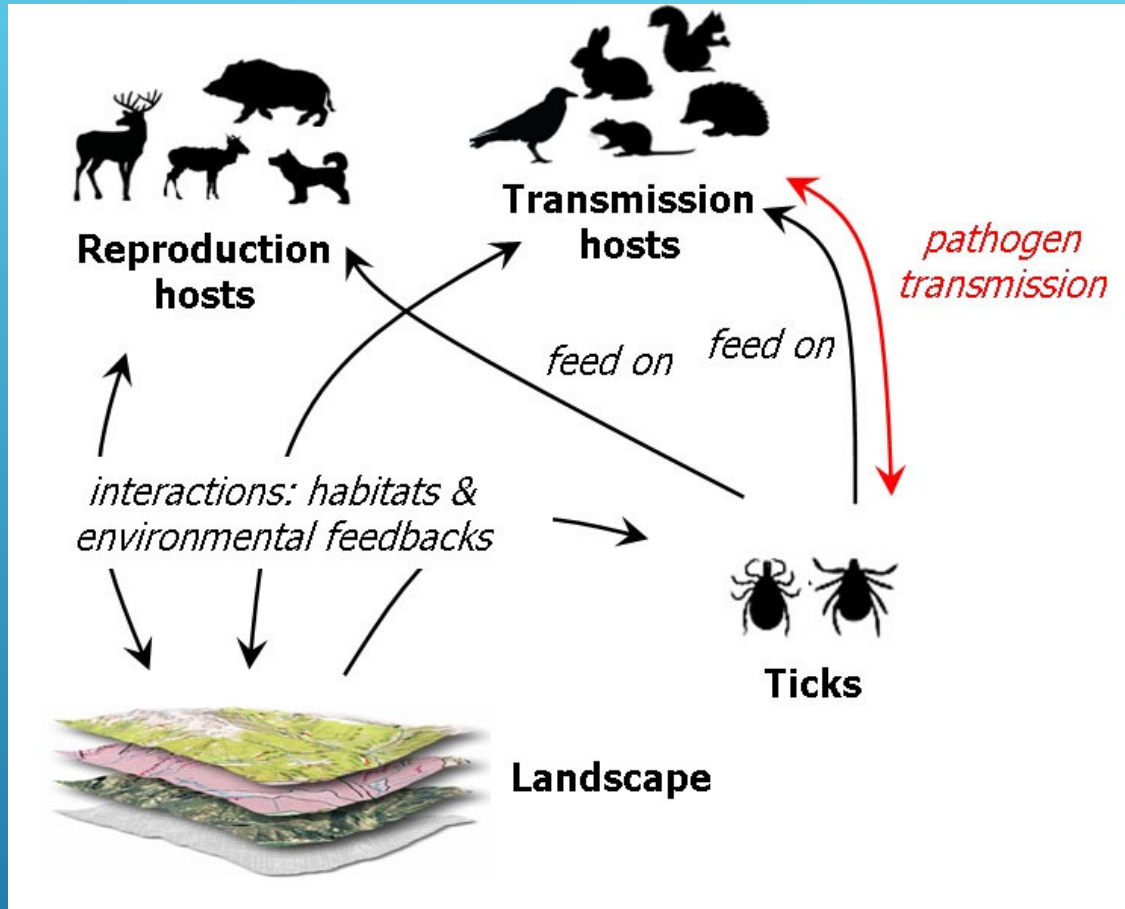 Transmission
hosts
Reproduction
hosts
pathogen
transmission
feed on
feed on
interactions: habitats &
environmental feedbacks
Ticks
Landscape